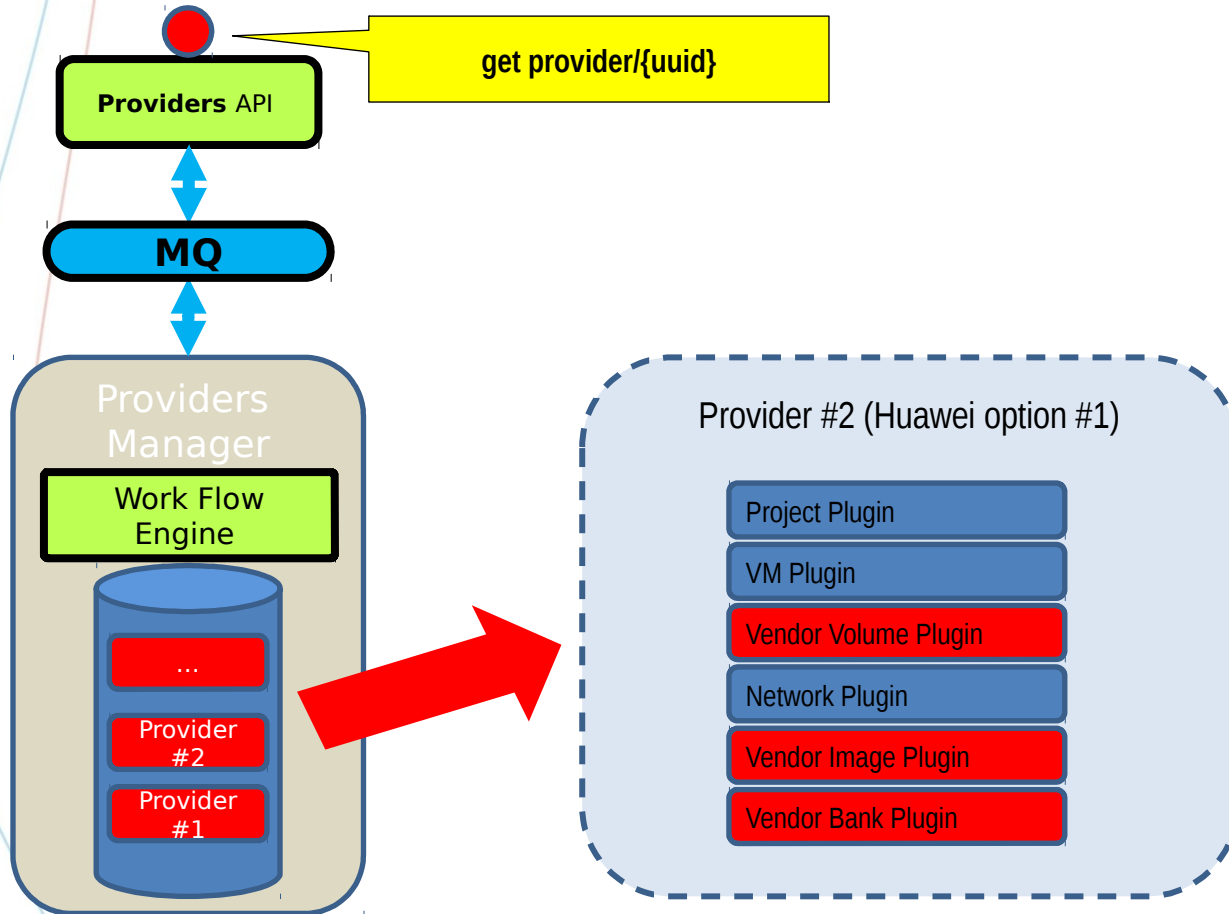 get provider/{uuid}
Providers API
MQ
Providers
Manager
Work Flow
Engine
...
Provider
#2
Provider
#1
Provider #2 (Huawei option #1)
Project Plugin
VM Plugin
Vendor Volume Plugin
Network Plugin
Vendor Image Plugin
Vendor Bank Plugin